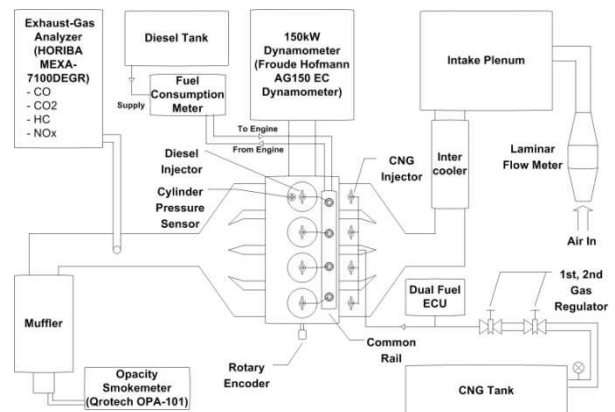 Exhaust-Gas
Analyzer
(HORIBA
MEXA-
7100DEGR)
- CO
- CO2
- HC
- NOx
Diesel Tank
Supply
Fuel
Consumption
Meter
150kW
Dynamometer
(Froude Hofmann
AG150 EC
Dynamometer)
To Engine
From Engine
Intake Plenum
Inter
cooler
Laminar
Flow Meter
Air In
Diesel
Injector
Cylinder
Pressure
Sensor
CNG
Injector
1st, 2nd
Gas
Regulator
Dual Fuel
ECU
Muffler
Opacity
Smokemeter
(Qrotech OPA-101)
Rotary
Encoder
Common
Rail
CNG Tank